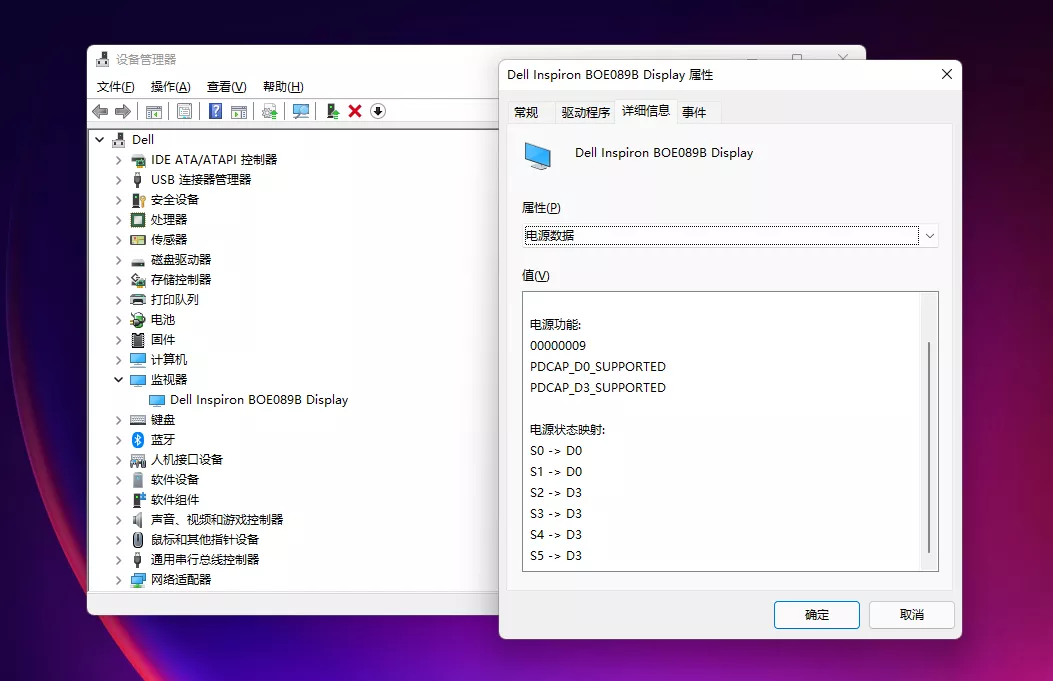 设备管理器
文件(F) 操作(A) 查看(V) 帮助(H)
Dell
IDE ATA/ATAPI 控制器
USB 连接器管理器
安全设备
处理器
传感器
磁盘驱动器
存储控制器
打印队列
电池
固件
计算机
监视器
Dell Inspiron BOE089B Display
键盘
蓝牙
人机接口设备
软件设备
软件组件
声音、视频和游戏控制器
鼠标和其他指针设备
通用串行总线控制器
网络适配器
Dell Inspiron BOE089B Display 属性
常规 驱动程序 详细信息 事件
Dell Inspiron BOE089B Display
属性(P)
电源数据
值(V)
电源功能:
00000009
PDCAP_D0_SUPPORTED
PDCAP_D3_SUPPORTED
电源状态映射:
S0 -> D0
S1 -> D0
S2 -> D3
S3 -> D3
S4 -> D3
S5 -> D3
确定 取消